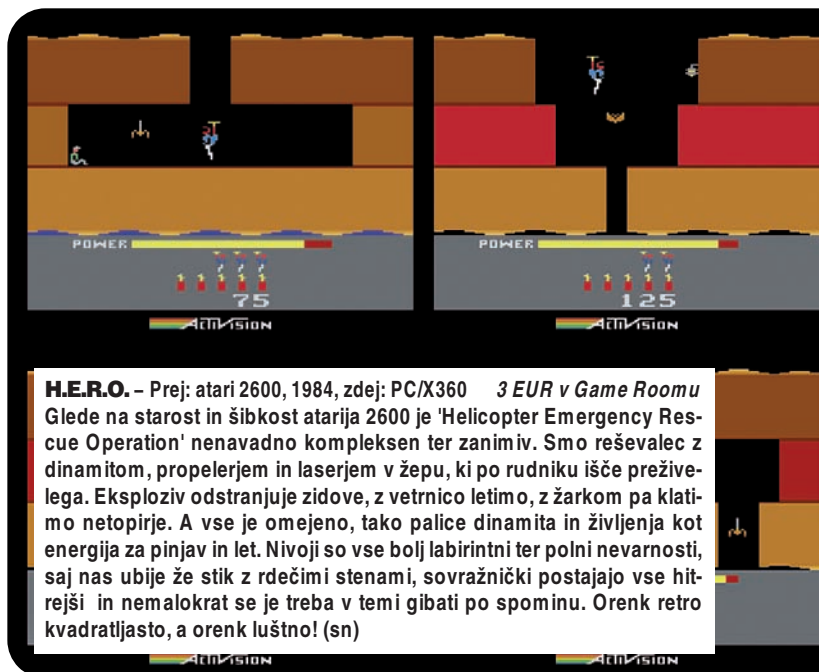 POWER
75
ACTIVISION
POWER
125
ACTIVISION
H.E.R.O. – Prej: atari 2600, 1984, zdej: PC/X360 3 EUR v Game Roomu
Glede na starost in šibkost atarija 2600 je 'Helicopter Emergency Res-
cue Operation' nenavadno kompleksen ter zanimiv. Smo reševalec z
dinamitom, propelerjem in laserjem v žepu, ki po rudniku išče prežive-
lega. Eksploziv odstranjuje zidove, z vetrnico letimo, z žarkom pa klati-
mo netopirje. A vse je omejeno, tako palice dinamita in življenja kot
energija za pinjav in let. Nivoji so vse bolj labirintni ter polni nevarnosti,
saj nas ubije že stik z rdečimi stenami, sovražnički postajajo vse hit-
rejši in nemalokrat se je treba v temi gibati po spominu. Orenk retro
kvadratljasto, a orenk luštno! (sn)
ACTIVISION
ACTIVISION